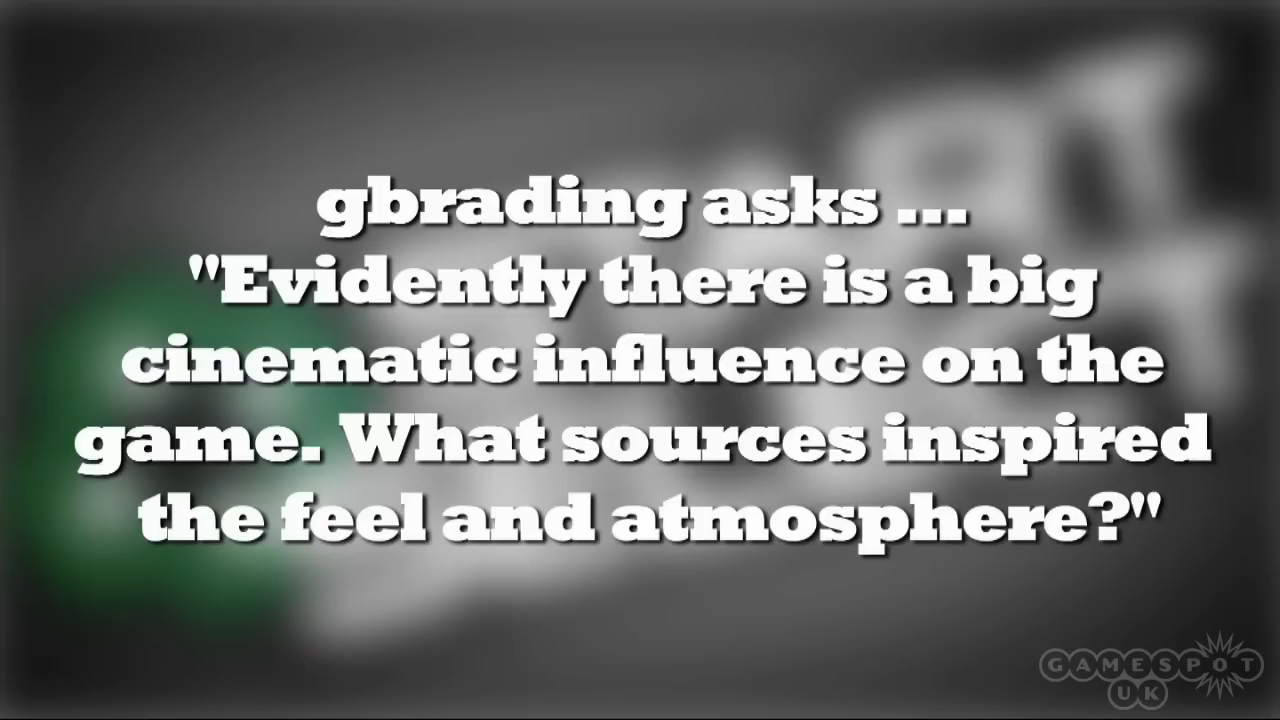 gbrading asks ...
"Evidently there is a big
cinematic influence on the
game. What sources inspired
the feel and atmosphere?"
GAMESPOT
UK